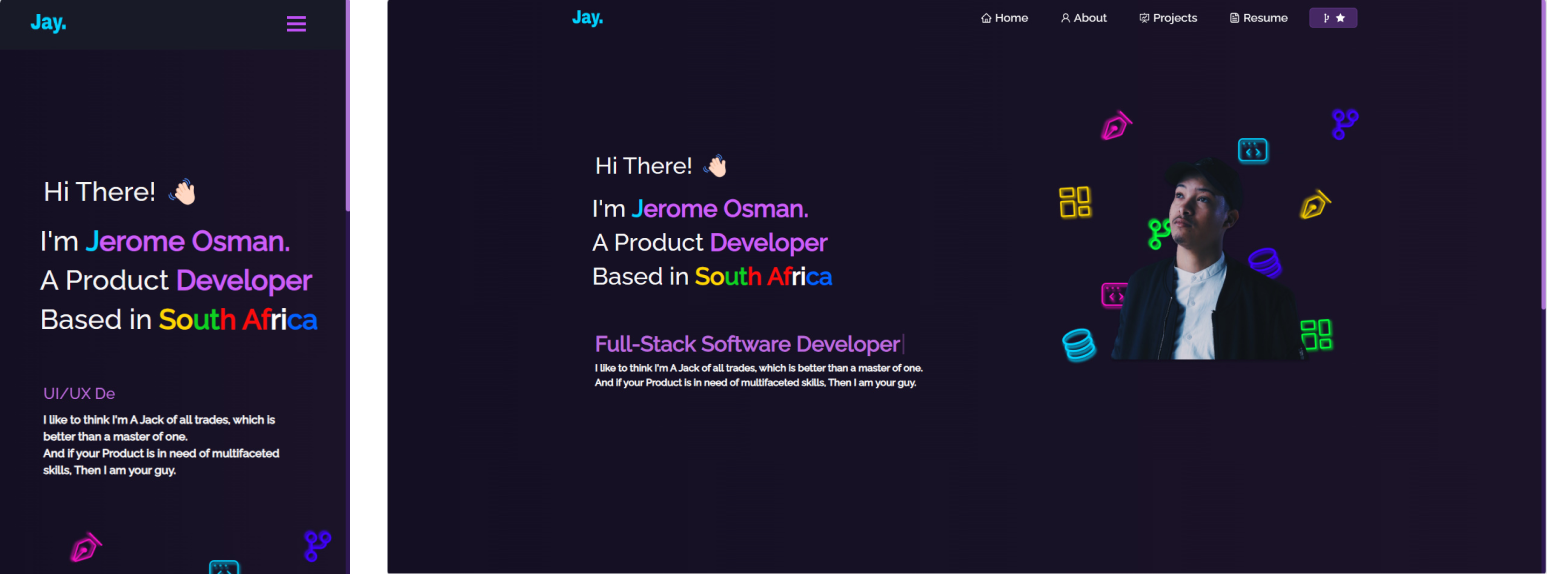 Jay.
Hi There!
I'm Jerome Osman.
A Product Developer
Based in South Africa
UI/UX De
I like to think I'm A Jack of all trades, which is
better than a master of one.
And if your Product is in need of multifaceted
skills, Then I am your guy.
Jay.
Home About Projects Resume
Hi There!
I'm Jerome Osman.
A Product Developer
Based in South Africa
Full-Stack Software Developer
I like to think I'm A Jack of all trades, which is better than a master of one.
And if your Product is in need of multifaceted skills, Then I am your guy.